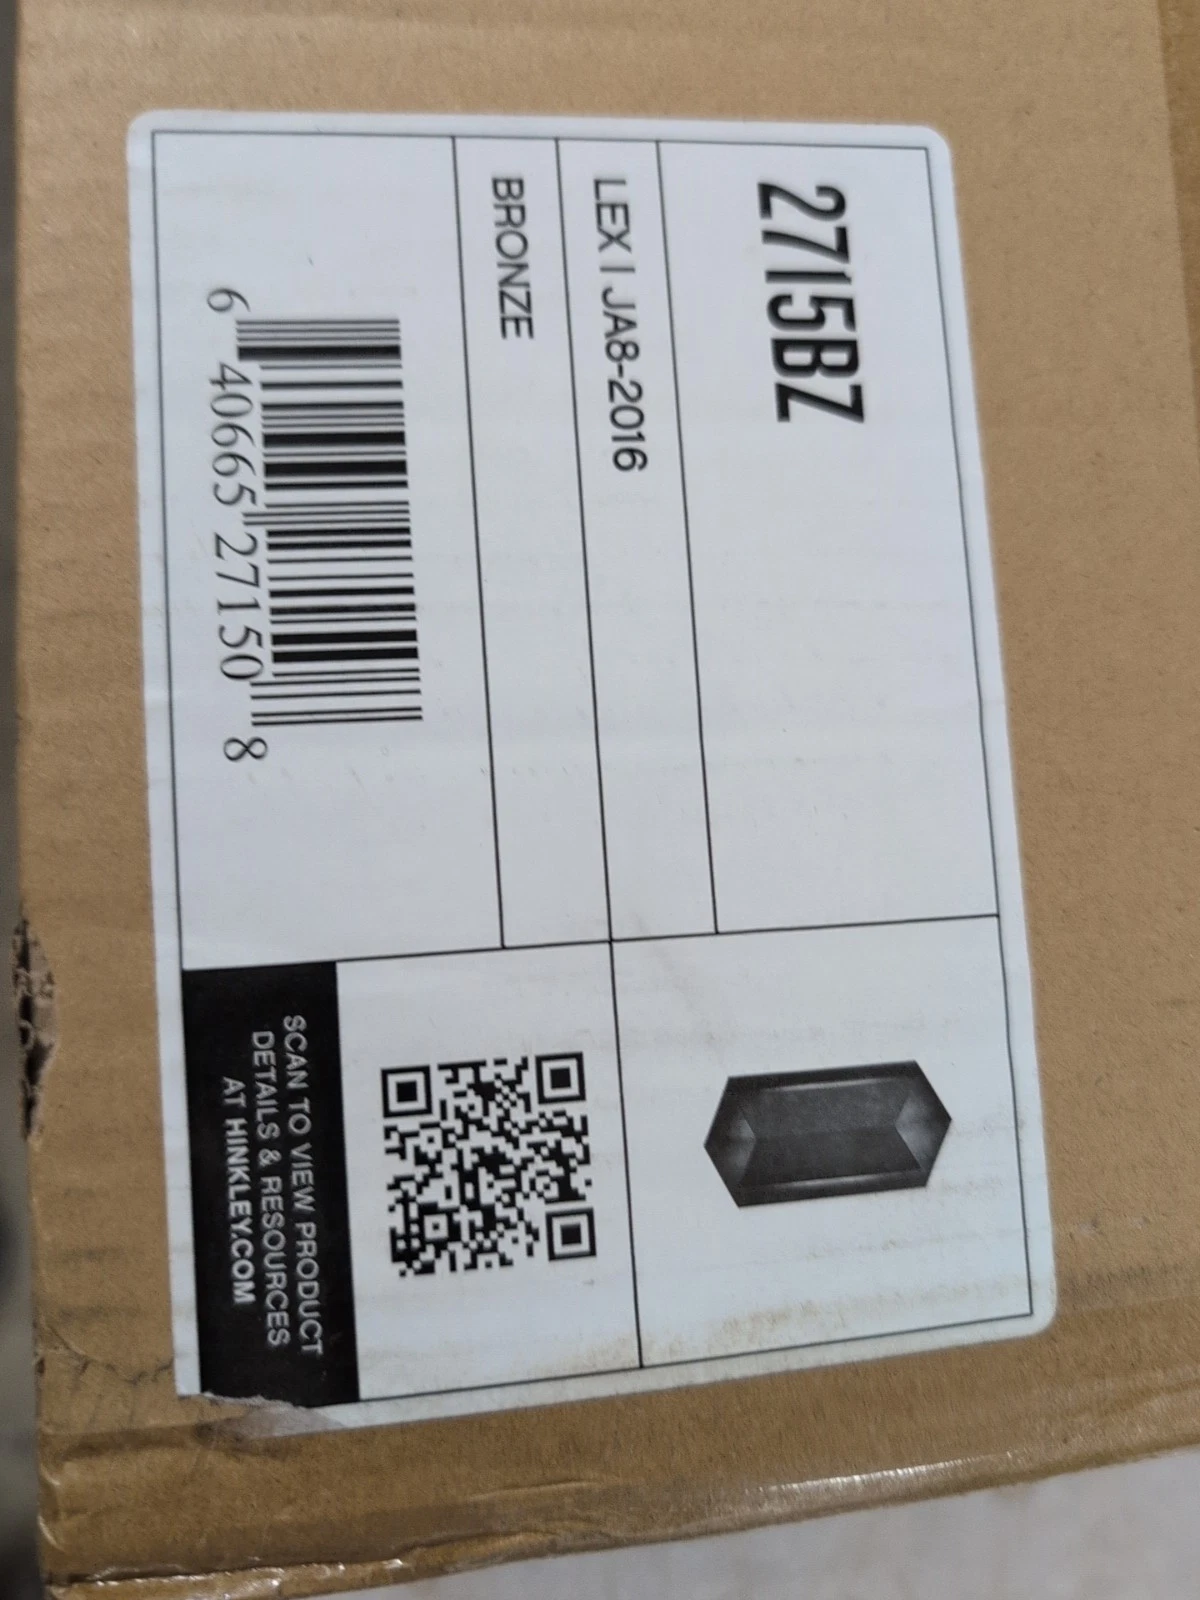 2715BZ
LEX I JA8-2016
BRONZE
6 40665 27150 8
SCAN TO VIEW PRODUCT
DETAILS & RESOURCES
AT HINKLEY.COM